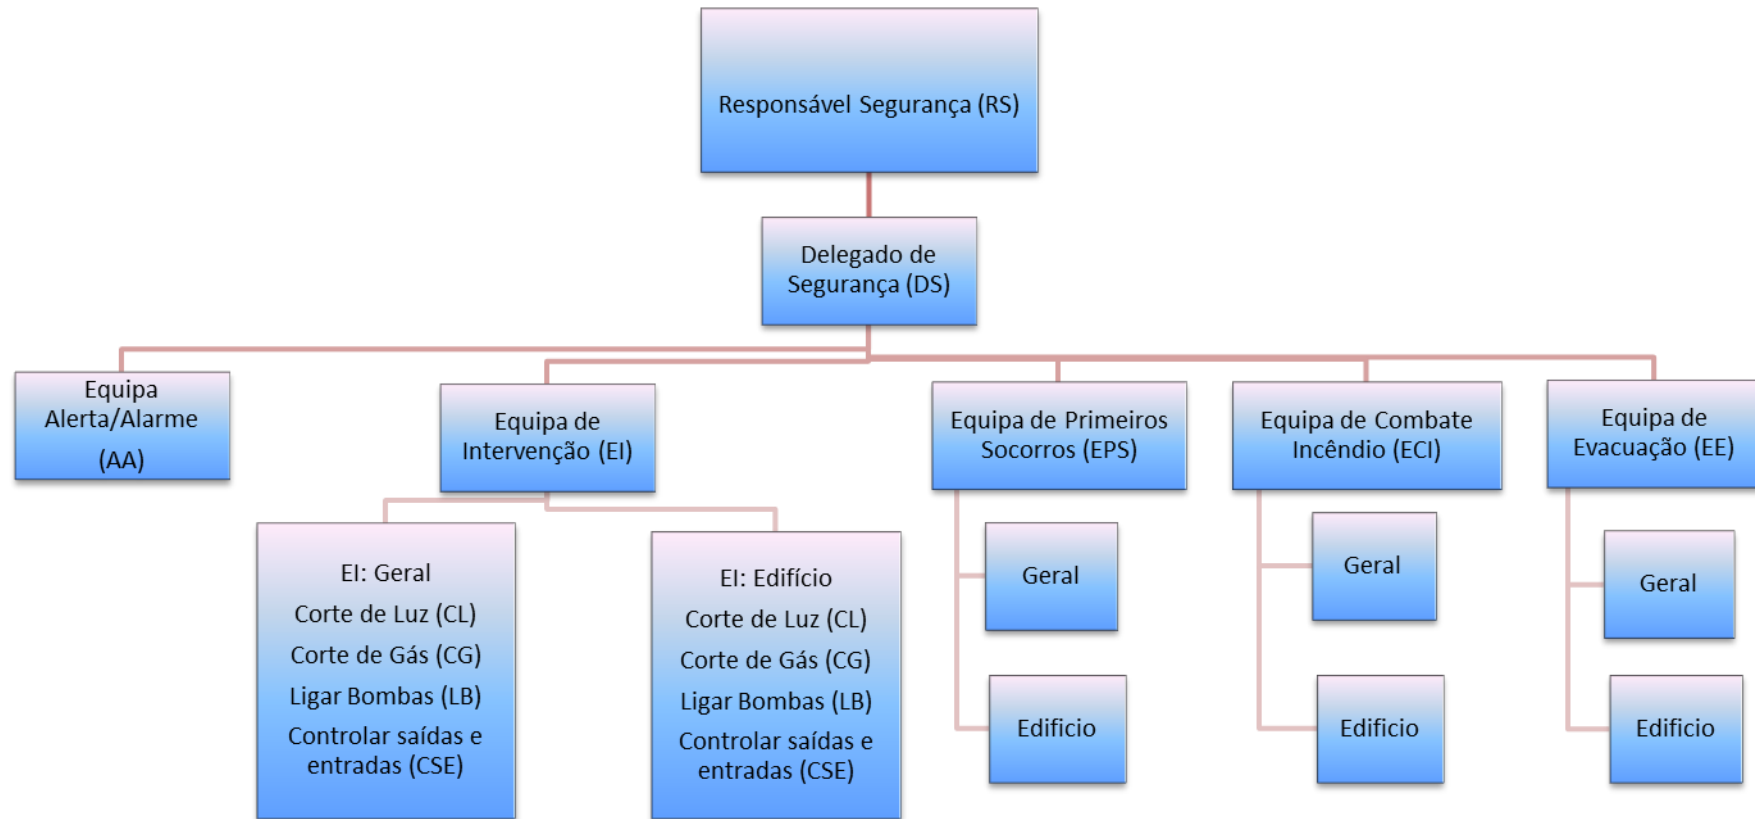 Responsável Segurança (RS)
Delegado de
Segurança (DS)
Equipa
Alerta/Alarme
(AA)
Equipa de
Intervenção (EI)
Equipa de Primeiros
Socorros (EPS)
Equipa de Combate
Incêndio (ECI)
Equipa de
Evacuação (EE)
EI: Geral
Corte de Luz (CL)
Corte de Gás (CG)
Ligar Bombas (LB)
Controlar saídas e
entradas (CSE)
EI: Edifício
Corte de Luz (CL)
Corte de Gás (CG)
Ligar Bombas (LB)
Controlar saídas e
entradas (CSE)
Geral
Edificio
Geral
Edificio
Geral
Edificio